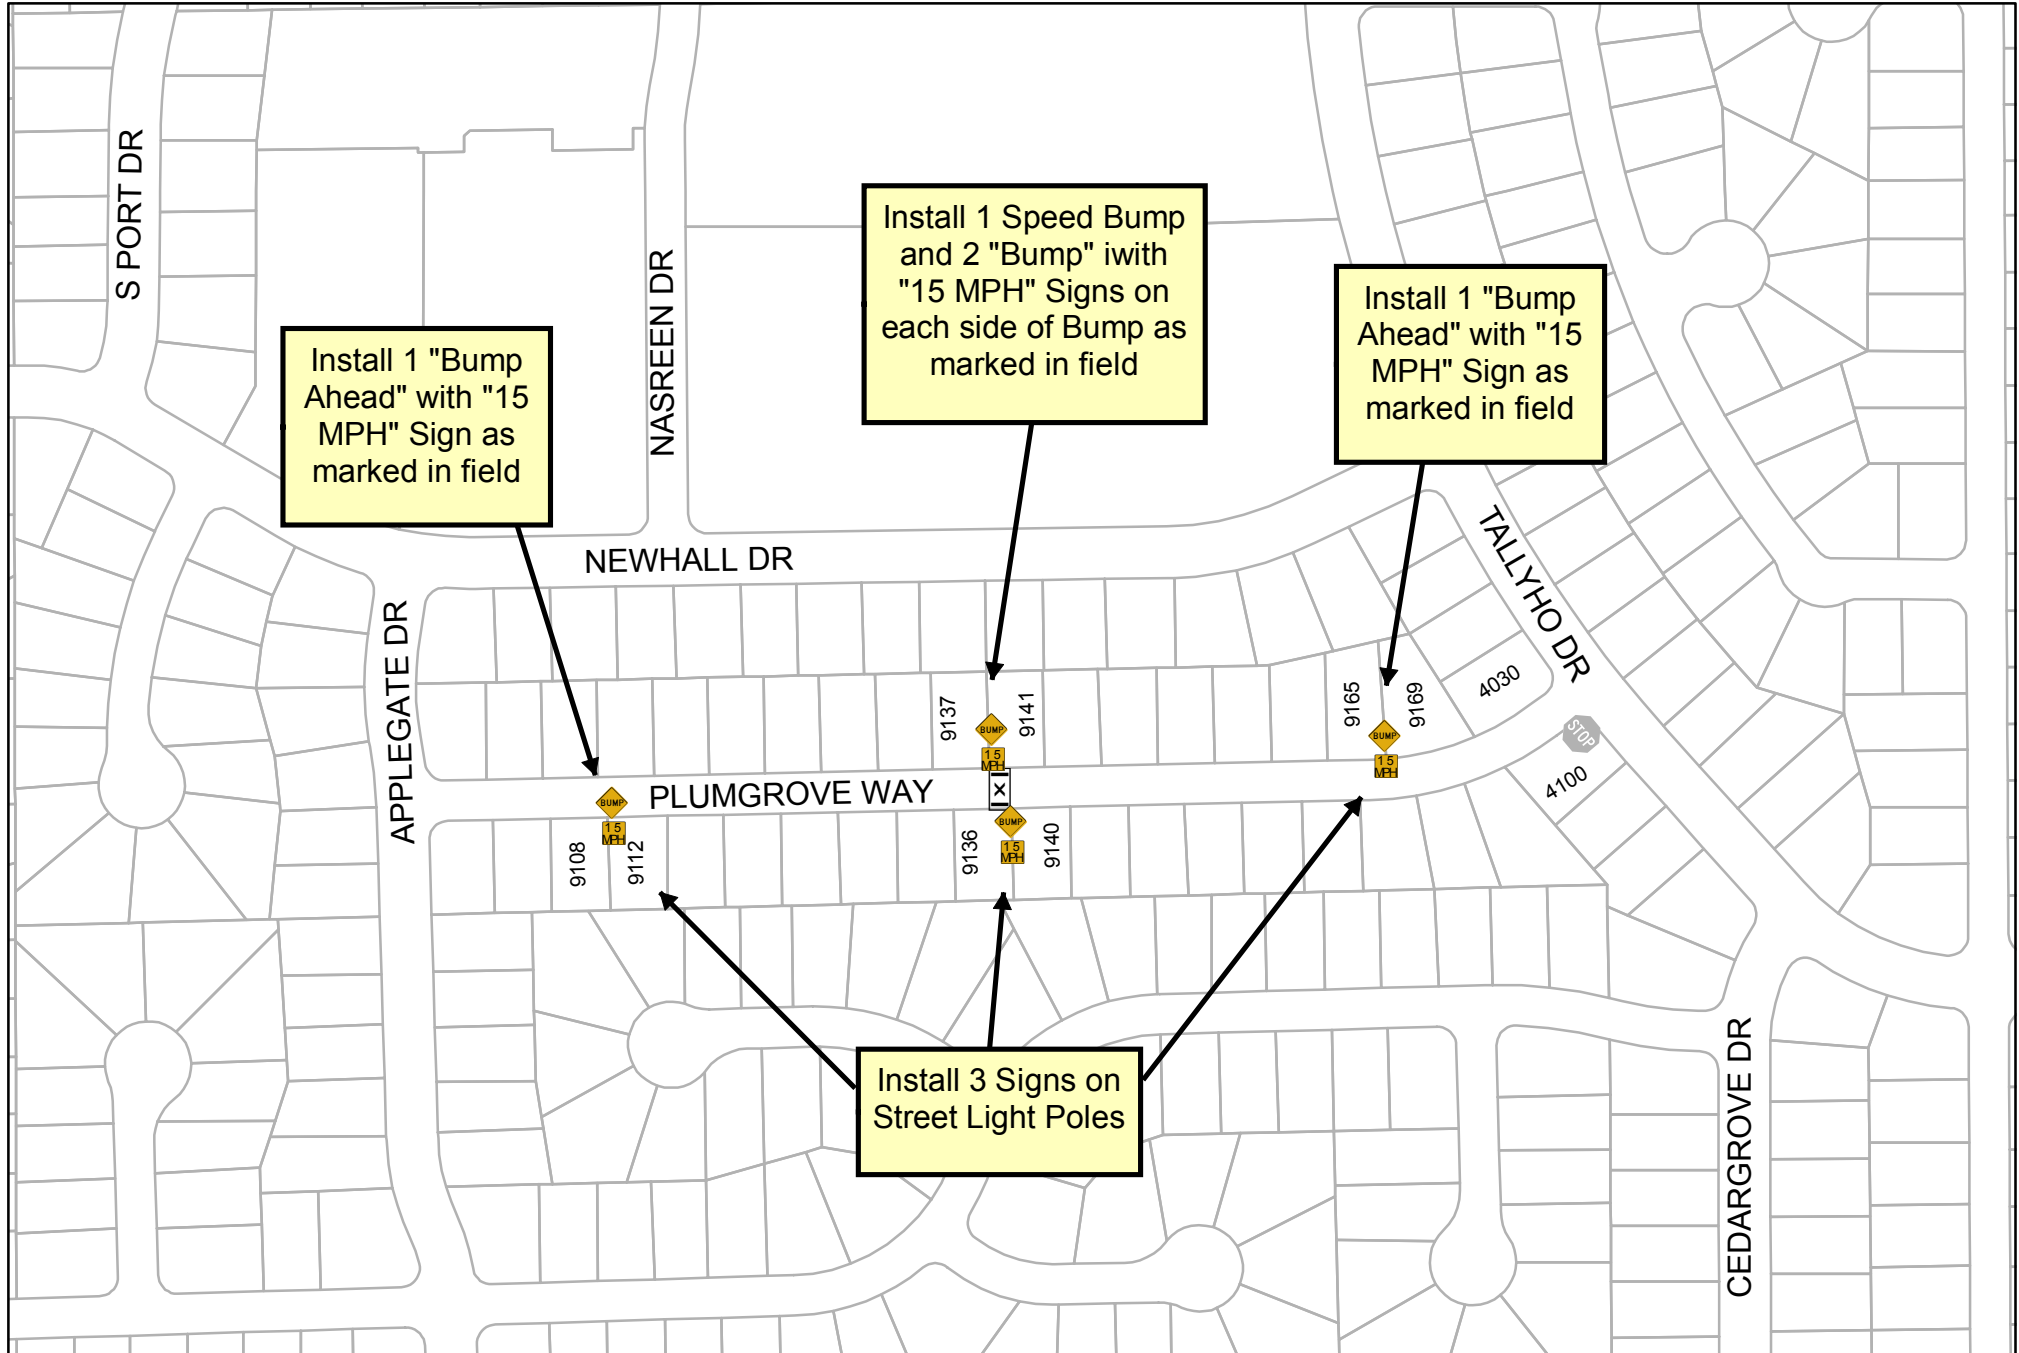 S PORT DR
NASREEN DR
Install 1 Speed Bump
and 2 "Bump" iwith
"15 MPH" Signs on
each side of Bump as
marked in field
Install 1 "Bump
Ahead" with "15
MPH" Sign as
marked in field
Install 1 "Bump
Ahead" with "15
MPH" Sign as
marked in field
NEWHALL DR
TALLYHO DR
APPLEGATE DR
9137
9141
9165
9169
4030
STOP
4100
BUMP
15
MPH
BUMP
15
MPH
X
PLUMGROVE WAY
BUMP
15
MPH
BUMP
15
MPH
9108
9112
9136
9140
Install 3 Signs on
Street Light Poles
CEDARGROVE DR